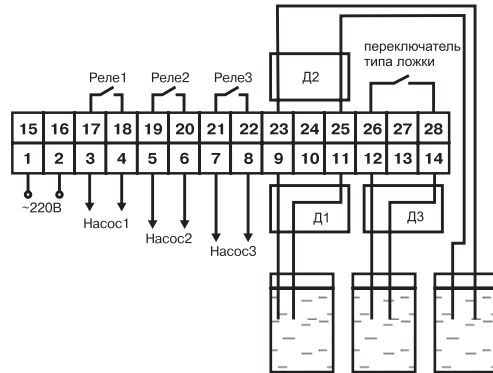 переключатель
типа ложки
Д2
Реле1 Реле2 Реле3
15 16 17 18 19 20 21 22 23 24 25 26 27 28
1 2 3 4 5 6 7 8 9 10 11 12 13 14
~220В
Насос1
Насос2
Насос3
Д1
Д3